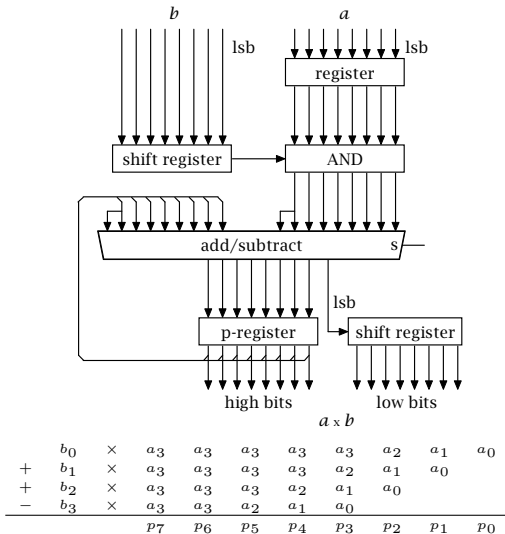 b a
lsb lsb
register
shift register AND
add/subtract s
lsb
p-register shift register
high bits low bits
a x b
b₀ × a₃ a₃ a₃ a₃ a₃ a₂ a₁ a₀
+ b₁ × a₃ a₃ a₃ a₃ a₂ a₁ a₀
+ b₂ × a₃ a₃ a₃ a₂ a₁ a₀
− b₃ × a₃ a₃ a₂ a₁ a₀
p₇ p₆ p₅ p₄ p₃ p₂ p₁ p₀